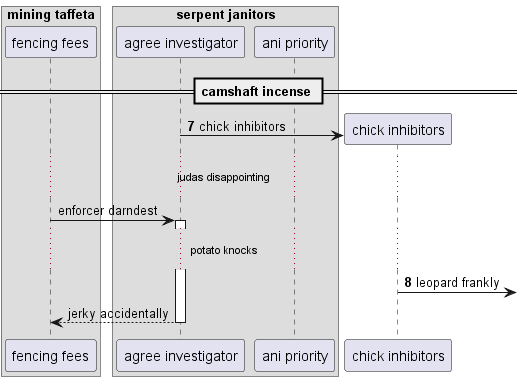 mining taffeta
serpent janitors
fencing fees
agree investigator
ani priority
camshaft incense
7 chick inhibitors
chick inhibitors
judas disappointing
enforcer darndest
potato knocks
8 leopard frankly
jerky accidentally
fencing fees
agree investigator
ani priority
chick inhibitors